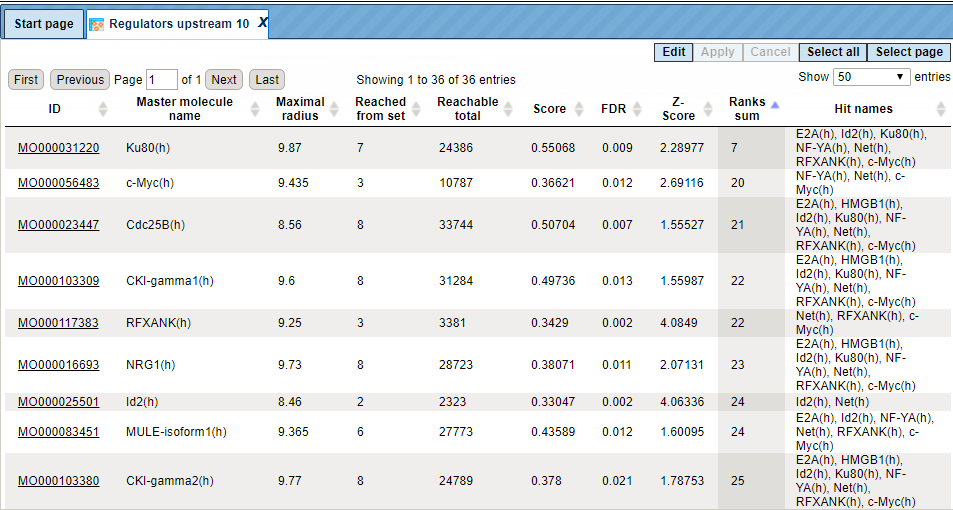 Start page
Regulators upstream 10 X
Edit Apply Cancel Select all Select page
First Previous Page 1 of 1 Next Last Showing 1 to 36 of 36 entries Show 50 entries
ID Master molecule name Maximal radius Reached from set Reachable total Score FDR Z-Score Ranks sum Hit names
MO000031220 Ku80(h) 9.87 7 24386 0.55068 0.009 2.28977 7 E2A(h), Id2(h), Ku80(h),
NF-YA(h), Net(h),
RFXANK(h), c-Myc(h)
MO000056483 c-Myc(h) 9.435 3 10787 0.36621 0.012 2.69116 20 NF-YA(h), Net(h), c-
Myc(h)
MO000023447 Cdc25B(h) 8.56 8 33744 0.50704 0.007 1.55527 21 E2A(h), HMGB1(h),
Id2(h), Ku80(h), NF-
YA(h), Net(h),
RFXANK(h), c-Myc(h)
MO000103309 CKI-gamma1(h) 9.6 8 31284 0.49736 0.013 1.55987 22 E2A(h), HMGB1(h),
Id2(h), Ku80(h), NF-
YA(h), Net(h),
RFXANK(h), c-Myc(h)
MO000117383 RFXANK(h) 9.25 3 3381 0.3429 0.002 4.0849 22 Net(h), RFXANK(h), c-
Myc(h)
MO000016693 NRG1(h) 9.73 8 28723 0.38071 0.011 2.07131 23 E2A(h), HMGB1(h),
Id2(h), Ku80(h), NF-
YA(h), Net(h),
RFXANK(h), c-Myc(h)
MO000025501 Id2(h) 8.46 2 2323 0.33047 0.002 4.06336 24 Id2(h), Net(h)
MO000083451 MULE-isoform1(h) 9.365 6 27773 0.43589 0.012 1.60095 24 E2A(h), Id2(h), NF-YA(h),
Net(h), RFXANK(h), c-
Myc(h)
MO000103380 CKI-gamma2(h) 9.77 8 24789 0.378 0.021 1.78753 25 E2A(h), HMGB1(h),
Id2(h), Ku80(h), NF-
YA(h), Net(h),
RFXANK(h), c-Myc(h)